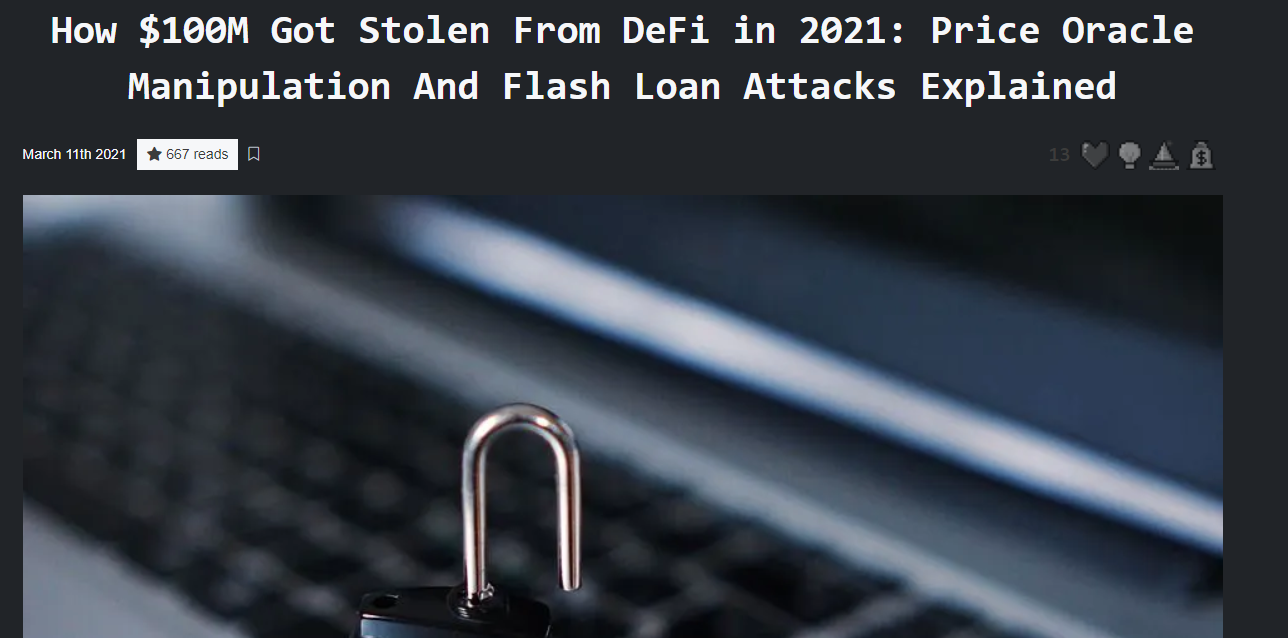 How $100M Got Stolen From DeFi in 2021: Price Oracle
Manipulation And Flash Loan Attacks Explained
March 11th 2021 667 reads 13